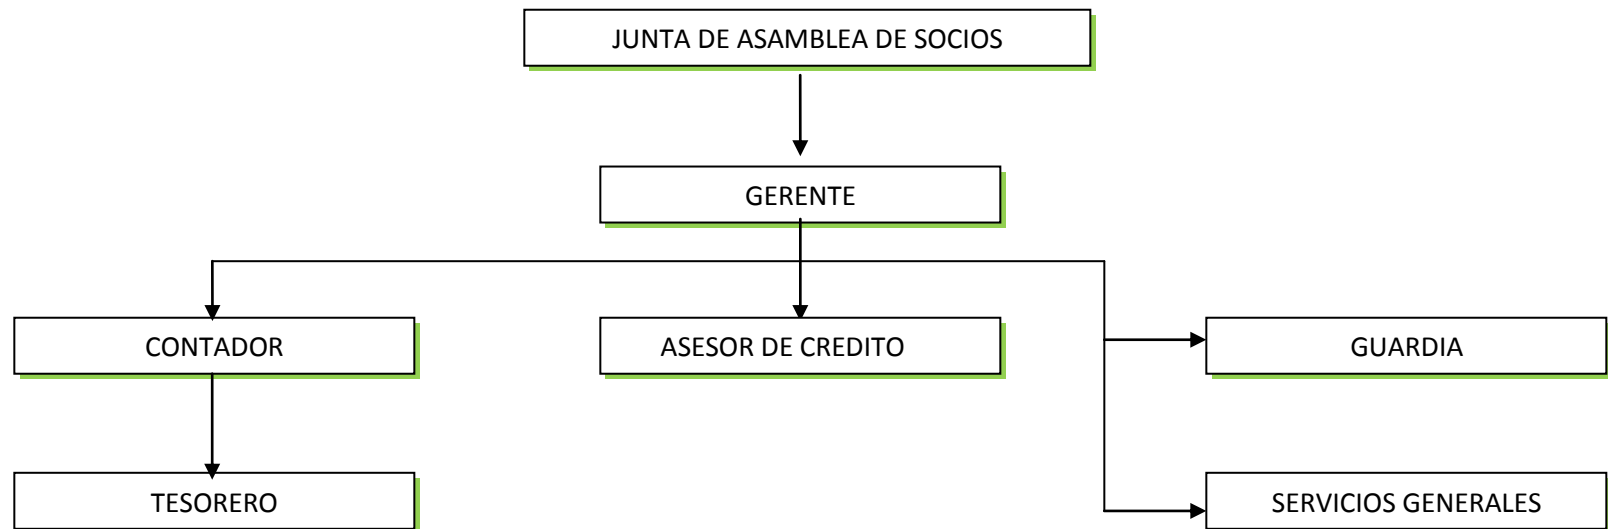 JUNTA DE ASAMBLEA DE SOCIOS
GERENTE
CONTADOR
ASESOR DE CREDITO
GUARDIA
TESORERO
SERVICIOS GENERALES